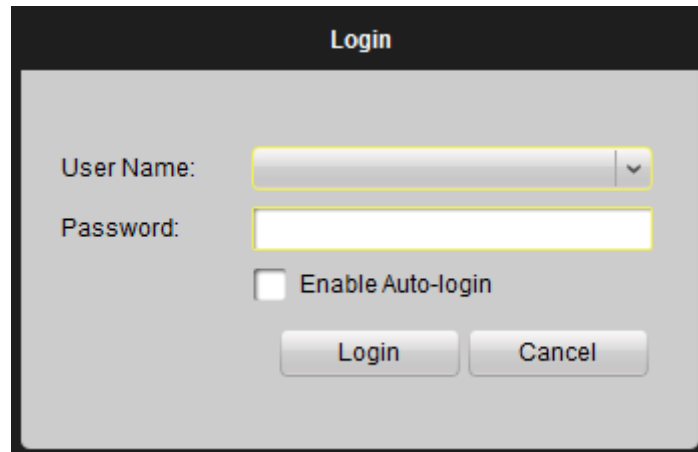 Login
User Name:
Password:
Enable Auto-login
Login Cancel